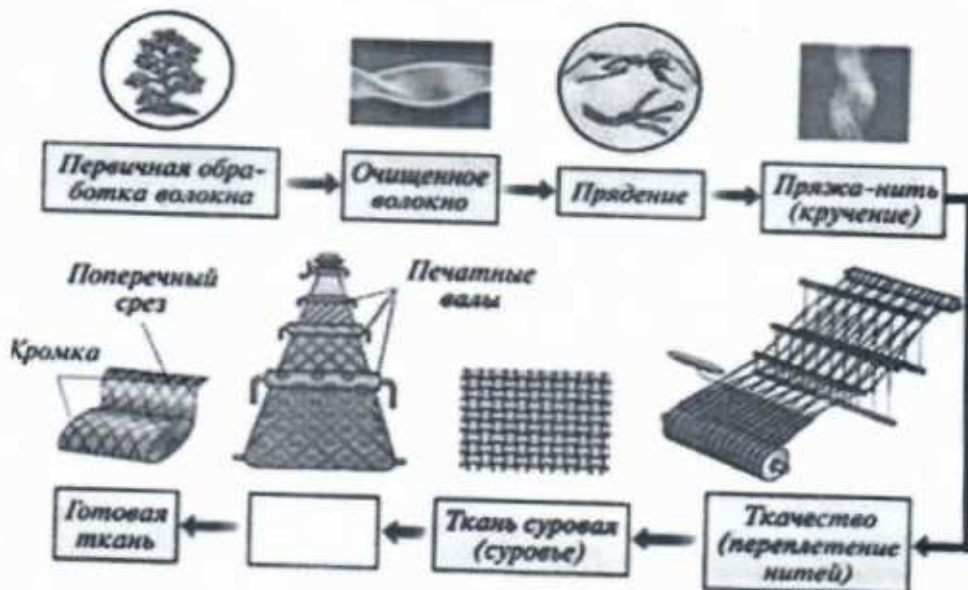 Первичная обра-
ботка волокна
Очищенное
волокно
Прядение
Пряжа-нить
(кручение)
Поперечный
срез
Кромка
Печатные
валы
Готовая
ткань
Ткань суровая
(суровье)
Ткачество
(переплетение
нитей)